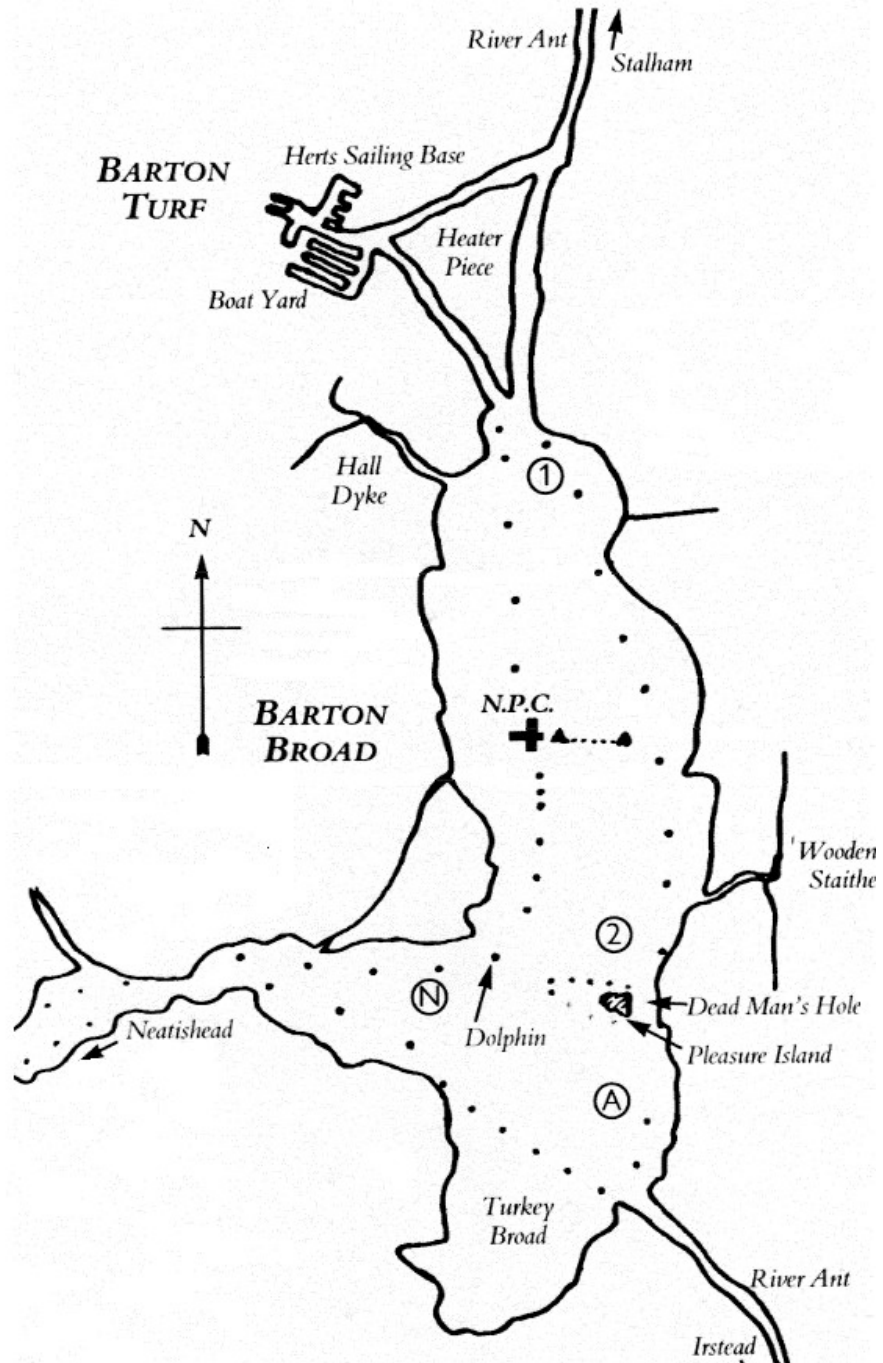 River Ant
Stalham
BARTON
TURF
Herts Sailing Base
Heater
Piece
Boat Yard
1
Hall
Dyke
N
N.P.C.
BARTON
BROAD
Wooden
Staithe
2
N
Dead Man's Hole
Neatishead
Dolphin
Pleasure Island
A
Turkey
Broad
River Ant
Irstead